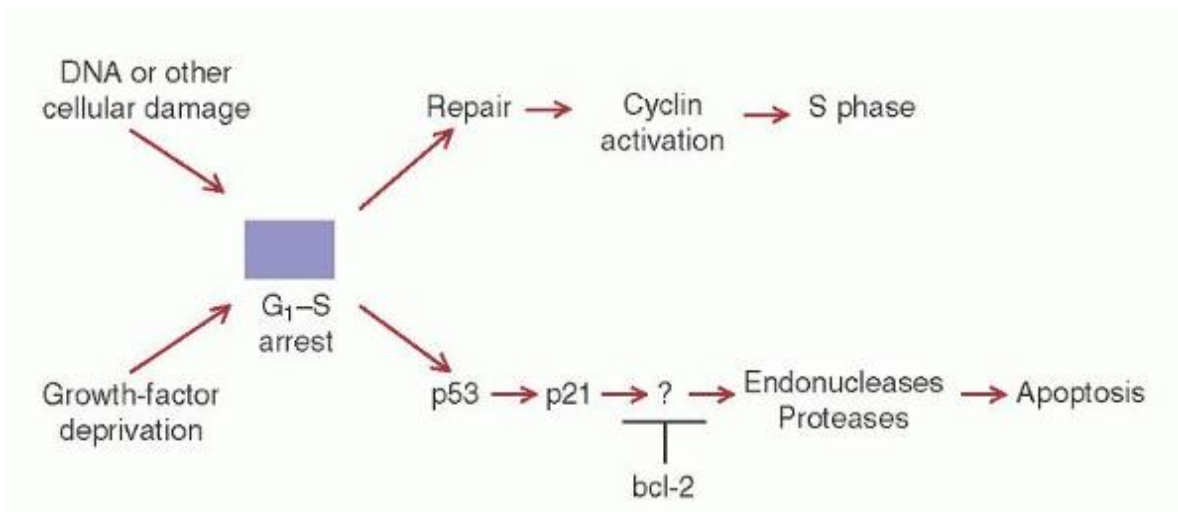 DNA or other
cellular damage
Repair
Cyclin
activation
S phase
G₁–S
arrest
Growth-factor
deprivation
p53
p21
?
Endonucleases
Proteases
Apoptosis
bcl-2